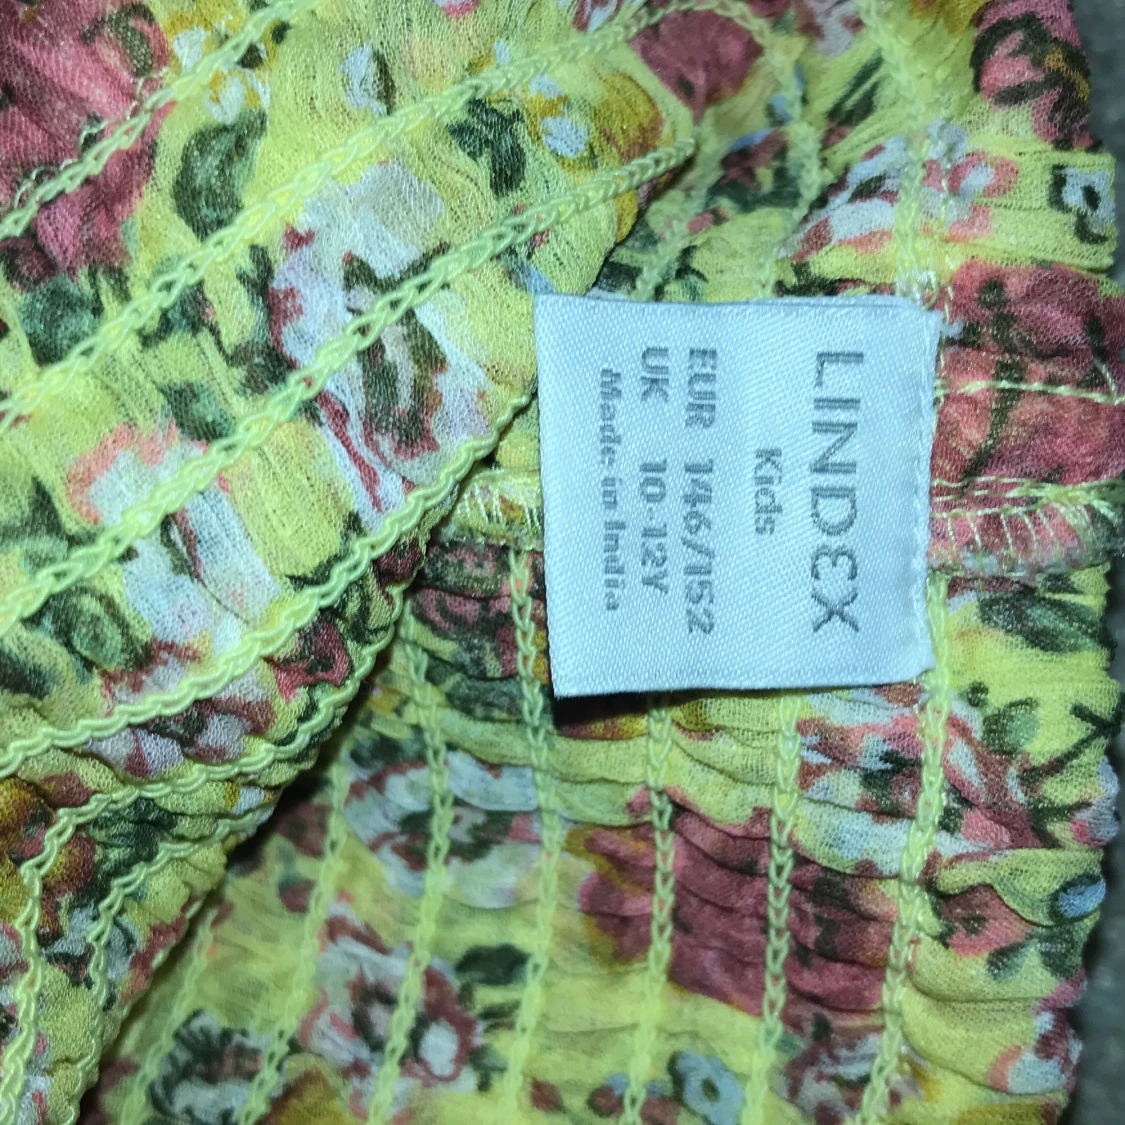 LINDEX
Kids
EUR 146/152
UK 10-12Y
Made in India